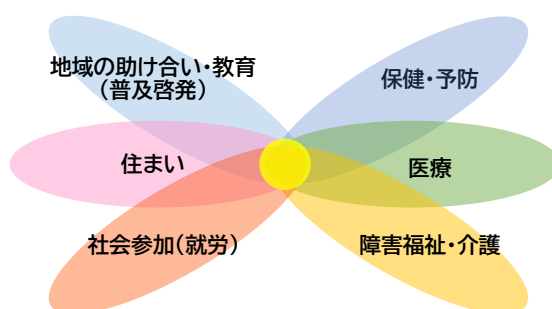 地域の助け合い・教育
（普及啓発）
保健・予防
住まい
医療
社会参加（就労）
障害福祉・介護